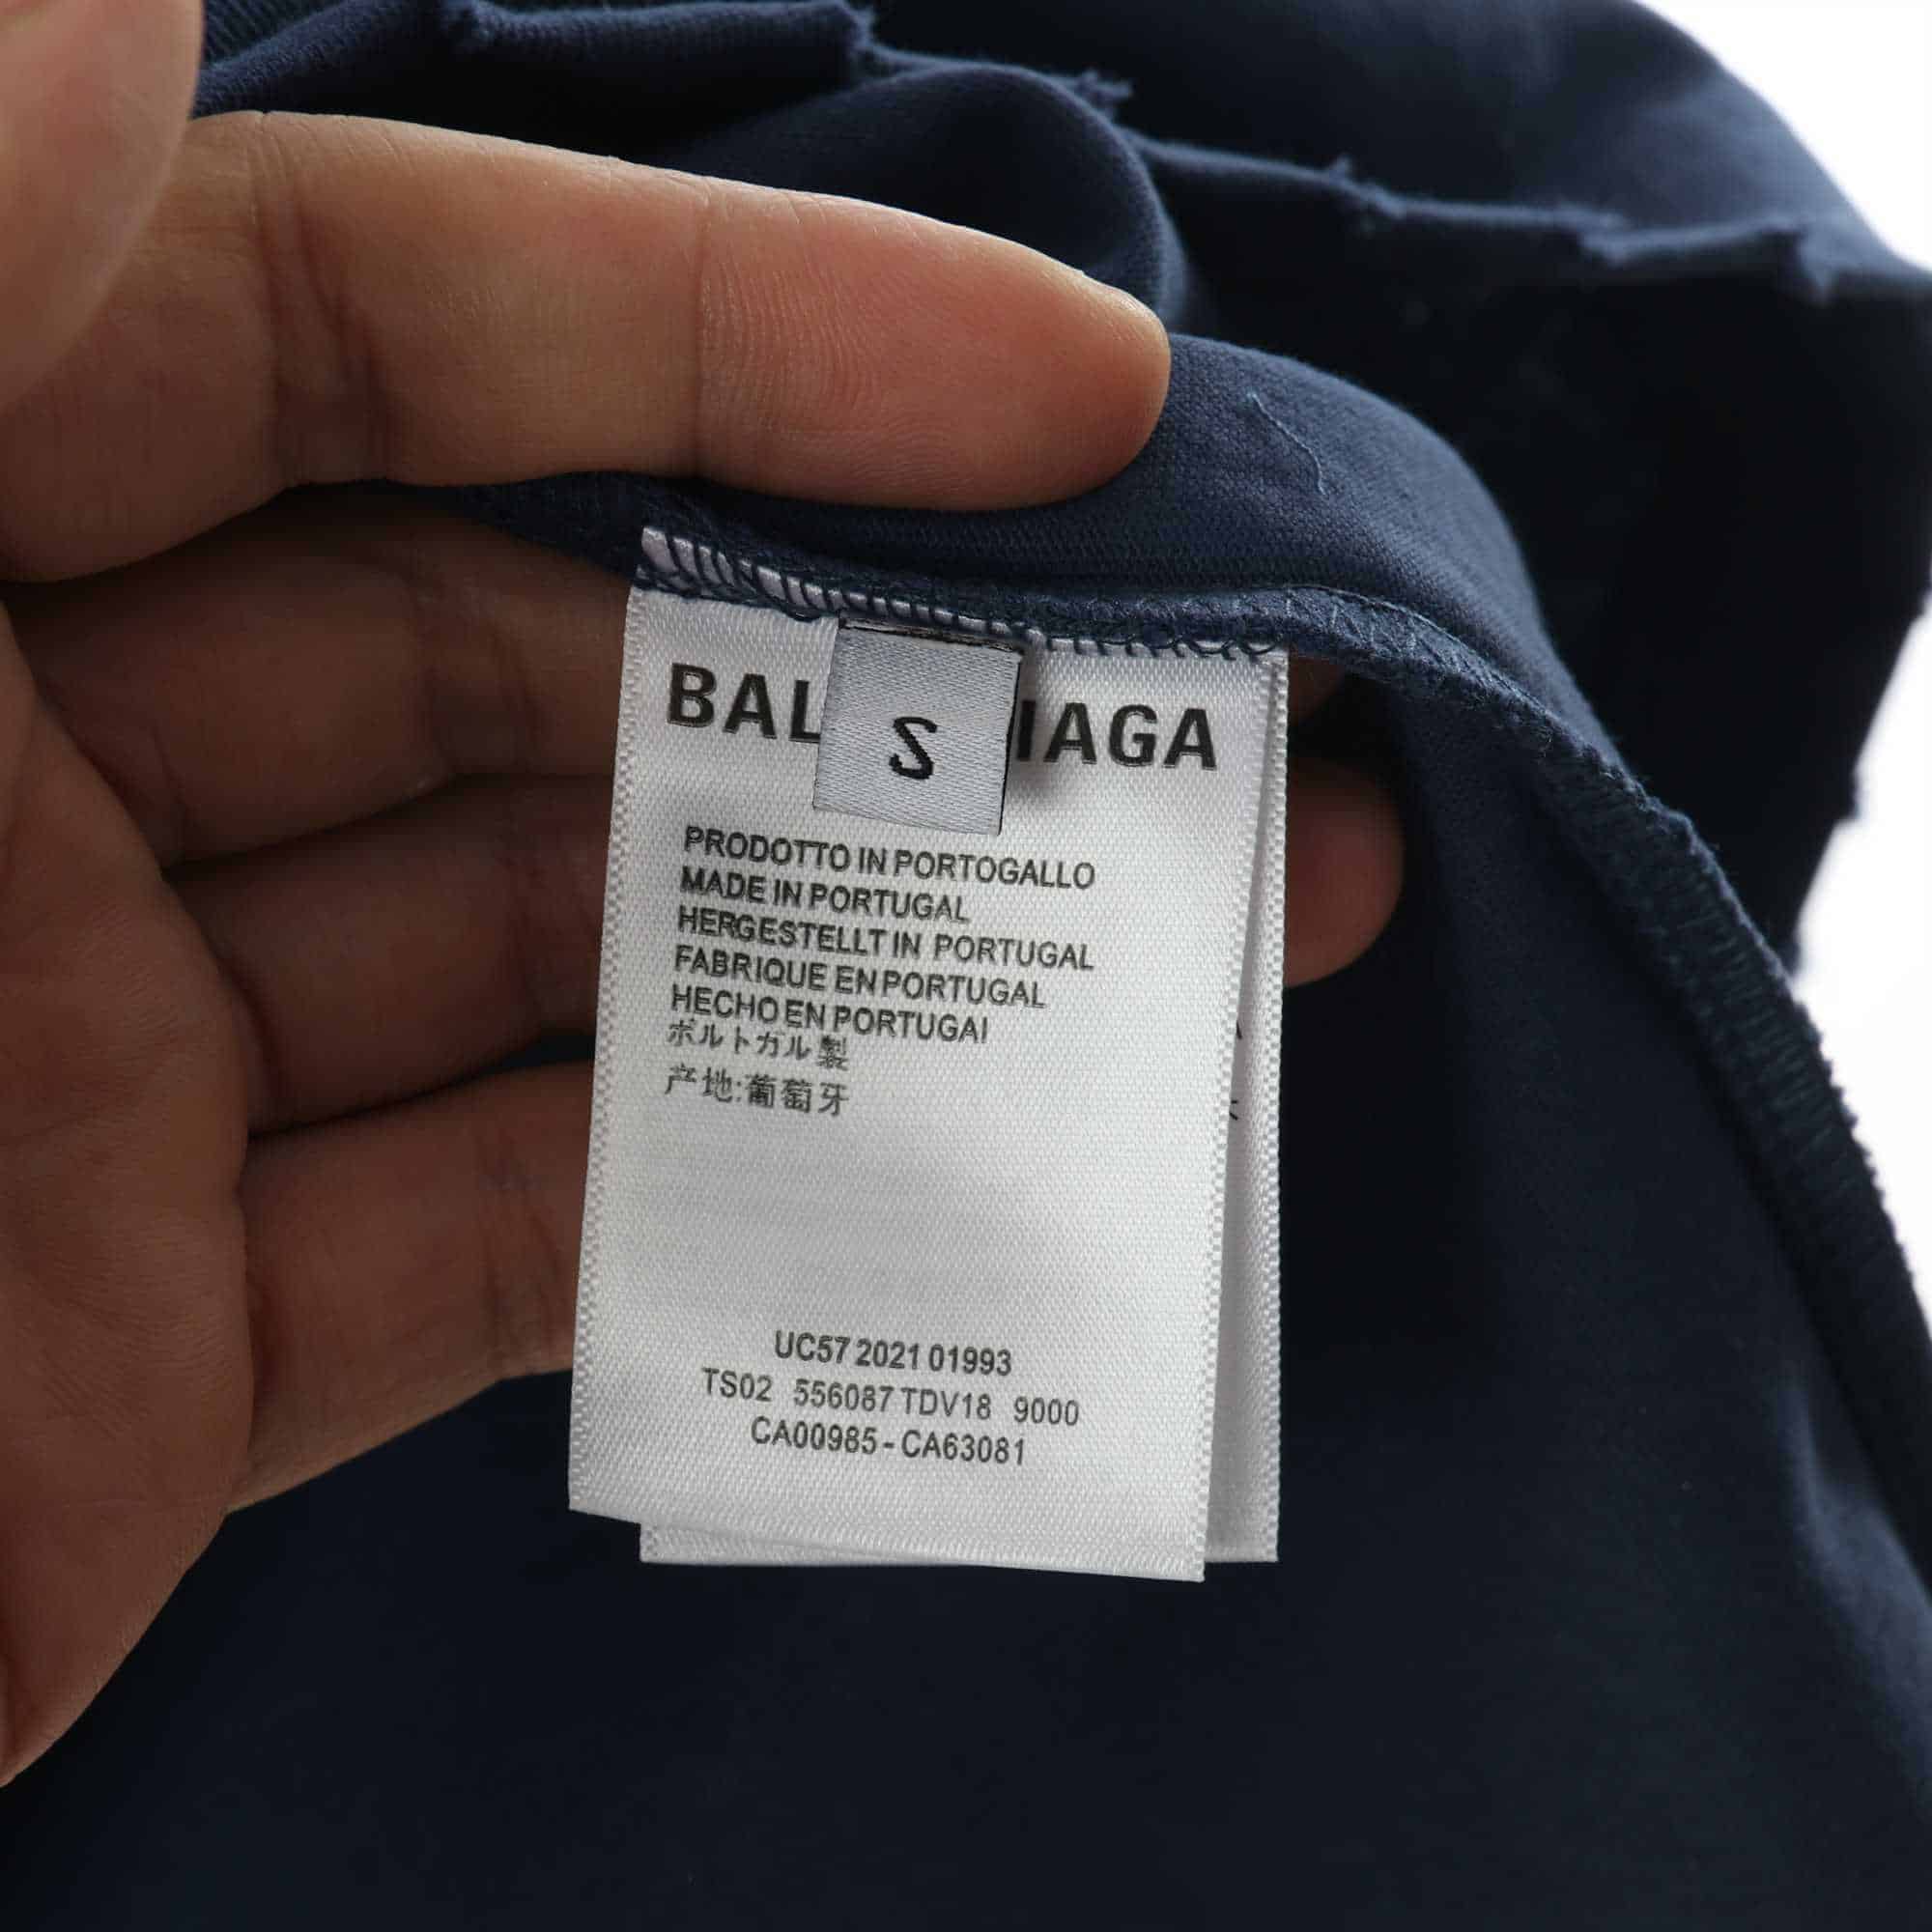 BAL IAGA
S
PRODOTTO IN PORTOGALLO
MADE IN PORTUGAL
HERGESTELLT IN PORTUGAL
FABRIQUE EN PORTUGAL
HECHO EN PORTUGAI
ポルトガル製
产地:葡萄牙
UC57 2021 01993
TS02 556087 TDV18 9000
CA00985-CA63081